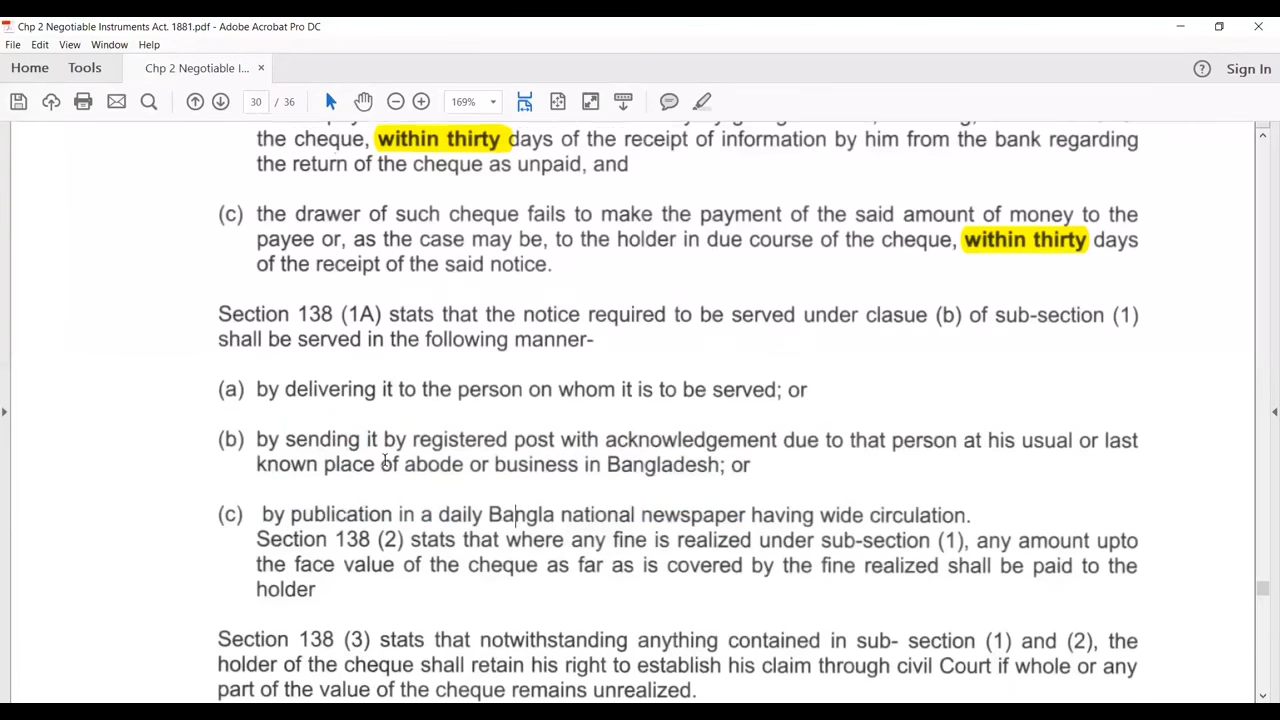 Chp 2 Negotiable Instruments Act. 1881.pdf - Adobe Acrobat Pro DC
File Edit View Window Help
Home Tools Chp 2 Negotiable I... × Sign In
30 / 36 169%
the cheque, within thirty days of the receipt of information by him from the bank regarding
the return of the cheque as unpaid, and
(c) the drawer of such cheque fails to make the payment of the said amount of money to the
payee or, as the case may be, to the holder in due course of the cheque, within thirty days
of the receipt of the said notice.
Section 138 (1A) stats that the notice required to be served under clasue (b) of sub-section (1)
shall be served in the following manner-
(a) by delivering it to the person on whom it is to be served; or
(b) by sending it by registered post with acknowledgement due to that person at his usual or last
known place of abode or business in Bangladesh; or
(c) by publication in a daily Bangla national newspaper having wide circulation.
Section 138 (2) stats that where any fine is realized under sub-section (1), any amount upto
the face value of the cheque as far as is covered by the fine realized shall be paid to the
holder
Section 138 (3) stats that notwithstanding anything contained in sub- section (1) and (2), the
holder of the cheque shall retain his right to establish his claim through civil Court if whole or any
part of the value of the cheque remains unrealized.